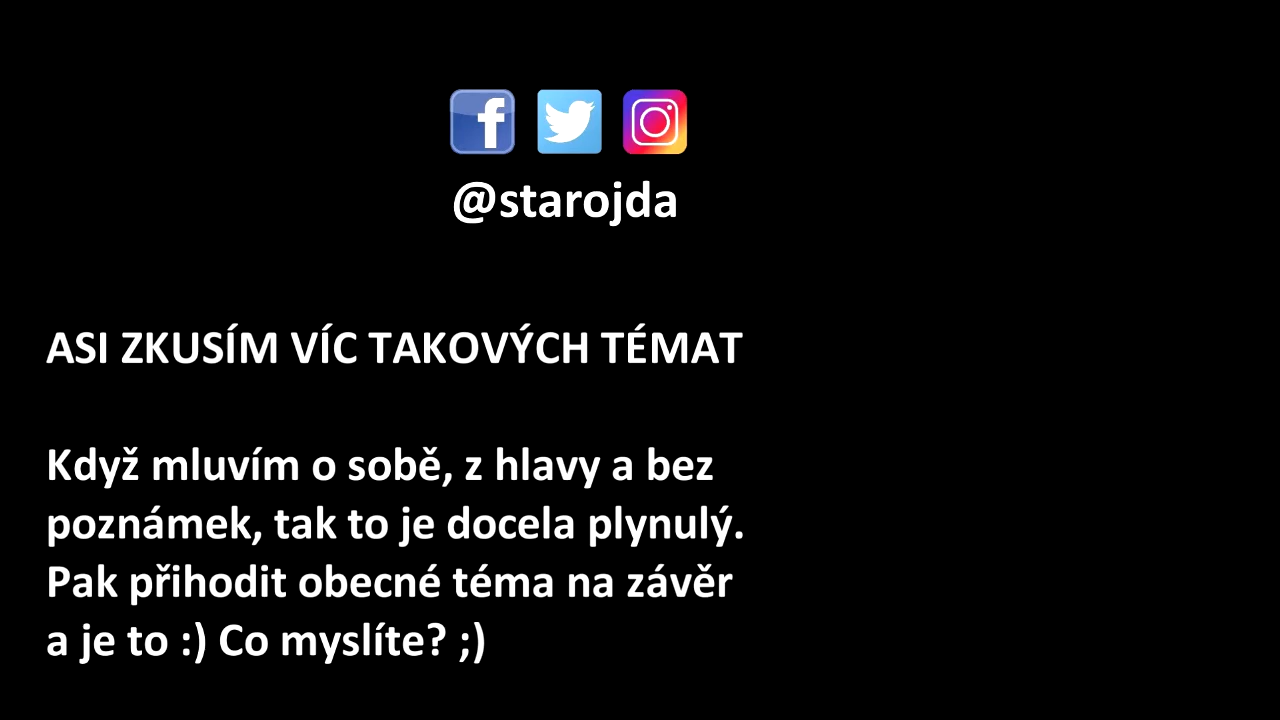 @starojda
ASI ZKUSÍM VÍC TAKOVÝCH TÉMAT
Když mluvím o sobě, z hlavy a bez
poznámek, tak to je docela plynulý.
Pak přihodit obecné téma na závěr
a je to :) Co myslíte? ;)